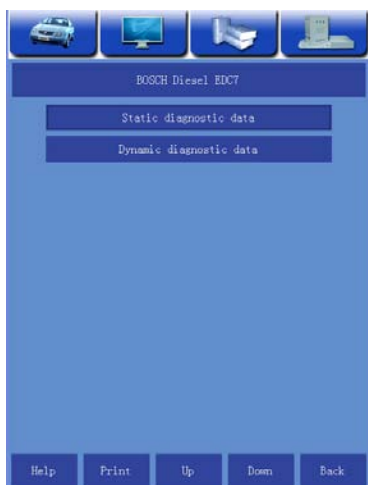 BOSCH Diesel EDC7
Static diagnostic data
Dynamic diagnostic data
Help Print Up Down Back